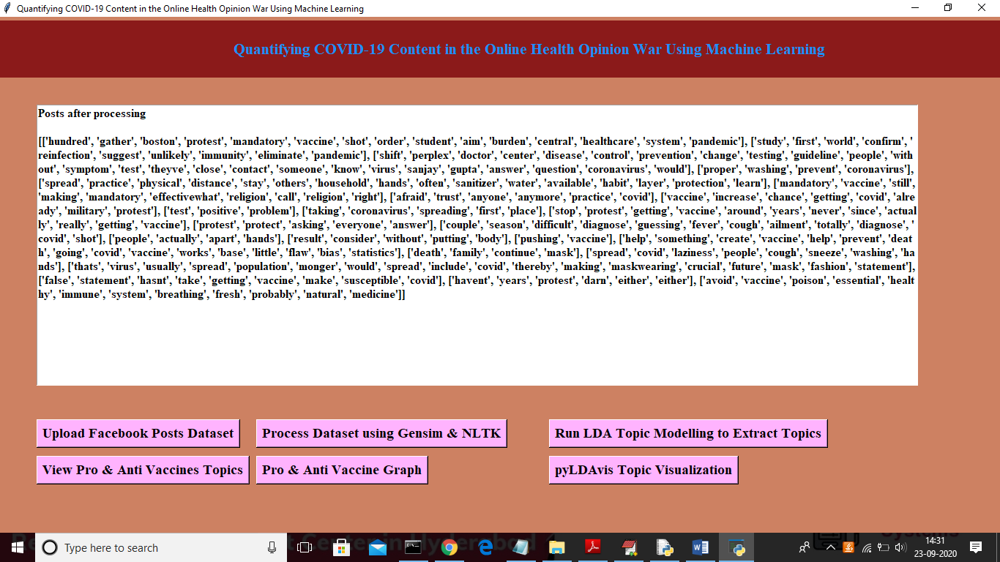 Quantifying COVID-19 Content in the Online Health Opinion War Using Machine Learning
Quantifying COVID-19 Content in the Online Health Opinion War Using Machine Learning
Posts after processing
[['hundred', 'gather', 'boston', 'protest', 'mandatory', 'vaccine', 'shot', 'order', 'student', 'aim', 'burden', 'central', 'healthcare', 'system', 'pandemic'], ['study', 'first', 'world', 'confirm', '
reinfection', 'suggest', 'unlikely', 'immunity', 'eliminate', 'pandemic'], ['shift', 'perplex', 'doctor', 'center', 'disease', 'control', 'prevention', 'change', 'testing', 'guideline', 'people', 'with
out', 'symptom', 'test', 'theyve', 'close', 'contact', 'someone', 'know', 'virus', 'sanjay', 'gupta', 'answer', 'question', 'coronavirus', 'would'], ['proper', 'washing', 'prevent', 'coronavirus'],
['spread', 'practice', 'physical', 'distance', 'stay', 'others', 'household', 'hands', 'often', 'sanitizer', 'water', 'available', 'habit', 'layer', 'protection', 'learn'], ['mandatory', 'vaccine', 'still',
'making', 'mandatory', 'effectivewhat', 'religion', 'call', 'religion', 'right'], ['afraid', 'trust', 'anyone', 'anymore', 'practice', 'covid'], ['vaccine', 'increase', 'chance', 'getting', 'covid', 'alre
ady', 'military', 'protest'], ['test', 'positive', 'problem'], ['taking', 'coronavirus', 'spreading', 'first', 'place'], ['stop', 'protest', 'getting', 'vaccine', 'around', 'years', 'never', 'since', 'actual
ly', 'really', 'getting', 'vaccine'], ['protest', 'protect', 'asking', 'everyone', 'answer'], ['couple', 'season', 'difficult', 'diagnose', 'guessing', 'fever', 'cough', 'ailment', 'totally', 'diagnose', '
covid', 'shot'], ['people', 'actually', 'apart', 'hands'], ['result', 'consider', 'without', 'putting', 'body'], ['pushing', 'vaccine'], ['help', 'something', 'create', 'vaccine', 'help', 'prevent', 'deat
h', 'going', 'covid', 'vaccine', 'works', 'base', 'little', 'flaw', 'bias', 'statistics'], ['death', 'family', 'continue', 'mask'], ['spread', 'covid', 'laziness', 'people', 'cough', 'sneeze', 'washing', 'ha
nds'], ['thats', 'virus', 'usually', 'spread', 'population', 'monger', 'would', 'spread', 'include', 'covid', 'thereby', 'making', 'maskwearing', 'crucial', 'future', 'mask', 'fashion', 'statement'],
['false', 'statement', 'hasnt', 'take', 'getting', 'vaccine', 'make', 'susceptible', 'covid'], ['havent', 'years', 'protest', 'darn', 'either', 'either'], ['avoid', 'vaccine', 'poison', 'essential', 'healt
hy', 'immune', 'system', 'breathing', 'fresh', 'probably', 'natural', 'medicine']]
Upload Facebook Posts Dataset
Process Dataset using Gensim & NLTK
Run LDA Topic Modelling to Extract Topics
View Pro & Anti Vaccines Topics
Pro & Anti Vaccine Graph
pyLDAvis Topic Visualization
Type here to search
14:31
23-09-2020